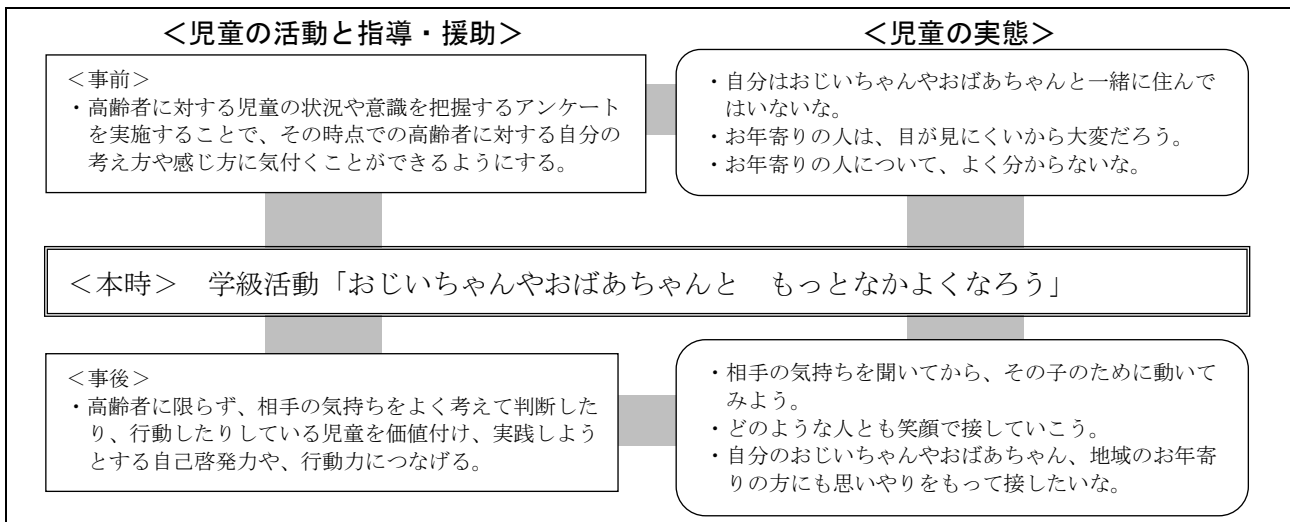 ＜児童の活動と指導・援助＞
＜児童の実態＞
＜事前＞
・高齢者に対する児童の状況や意識を把握するアンケート
を実施することで、その時点での高齢者に対する自分の
考え方や感じ方に気付くことができるようにする。
・自分はおじいちゃんやおばあちゃんと一緒に住んで
はいないな。
・お年寄りの人は、目が見にくいから大変だろう。
・お年寄りの人について、よく分からないな。
＜本時＞　学級活動「おじいちゃんやおばあちゃんと　もっとなかよくなろう」
＜事後＞
・高齢者に限らず、相手の気持ちをよく考えて判断した
り、行動したりしている児童を価値付け、実践しよう
とする自己啓発力や、行動力につなげる。
・相手の気持ちを聞いてから、その子のために動いて
みよう。
・どのような人とも笑顔で接していこう。
・自分のおじいちゃんやおばあちゃん、地域のお年寄
りの方にも思いやりをもって接したいな。